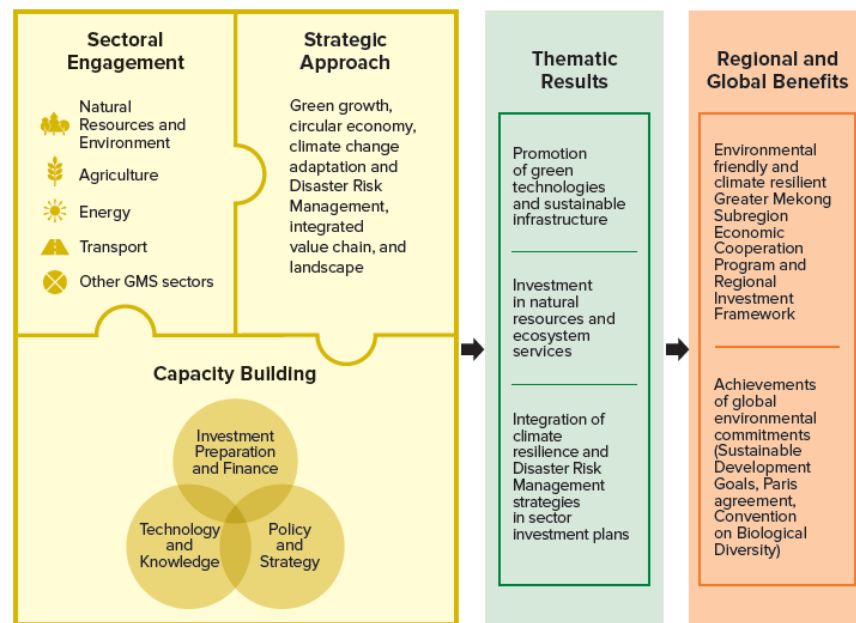 Sectoral
Engagement
Natural
Resources and
Environment
Agriculture
Energy
Transport
Other GMS sectors
Strategic
Approach
Green growth,
circular economy,
climate change
adaptation and
Disaster Risk
Management,
integrated
value chain, and
landscape
Capacity Building
Investment
Preparation
and Finance
Technology
and
Knowledge
Policy
and
Strategy
Thematic
Results
Promotion
of green
technologies
and sustainable
infrastructure
Investment
in natural
resources and
ecosystem
services
Integration of
climate
resilience and
Disaster Risk
Management
strategies
in sector
investment plans
Regional and
Global Benefits
Environmental
friendly and
climate resilient
Greater Mekong
Subregion
Economic
Cooperation
Program and
Regional
Investment
Framework
Achievements
of global
environmental
commitments
(Sustainable
Development
Goals, Paris
agreement,
Convention
on Biological
Diversity)